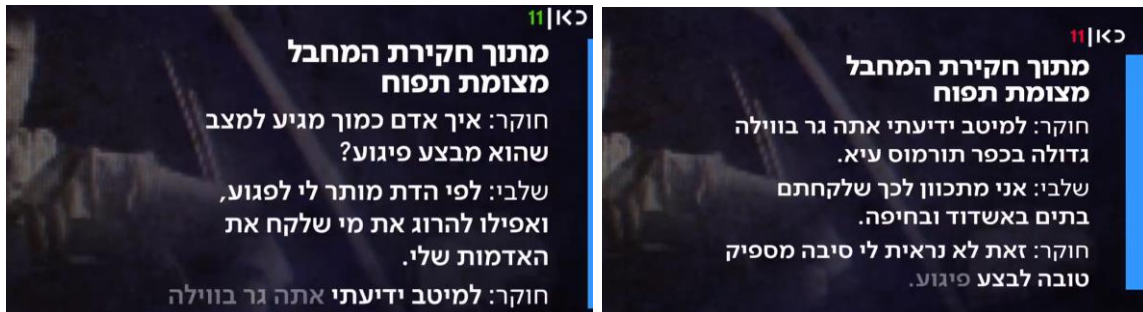 כאן|11
מתוך חקירת המחבל
מצומת תפוח
חוקר: איך אדם כמוך מגיע למצב
שהוא מבצע פיגוע?
שלבי: לפי הדת מותר לי לפגוע,
ואפילו להרוג את מי שלקח את
האדמות שלי.
חוקר: למיטב ידיעתי אתה גר בווילה
כאן|11
מתוך חקירת המחבל
מצומת תפוח
חוקר: למיטב ידיעתי אתה גר בווילה
גדולה בכפר תורמוס עיא.
שלבי: אני מתכוון לכך שלקחתם
בתים באשדוד ובחיפה.
חוקר: זאת לא נראית לי סיבה מספיק
טובה לבצע פיגוע.